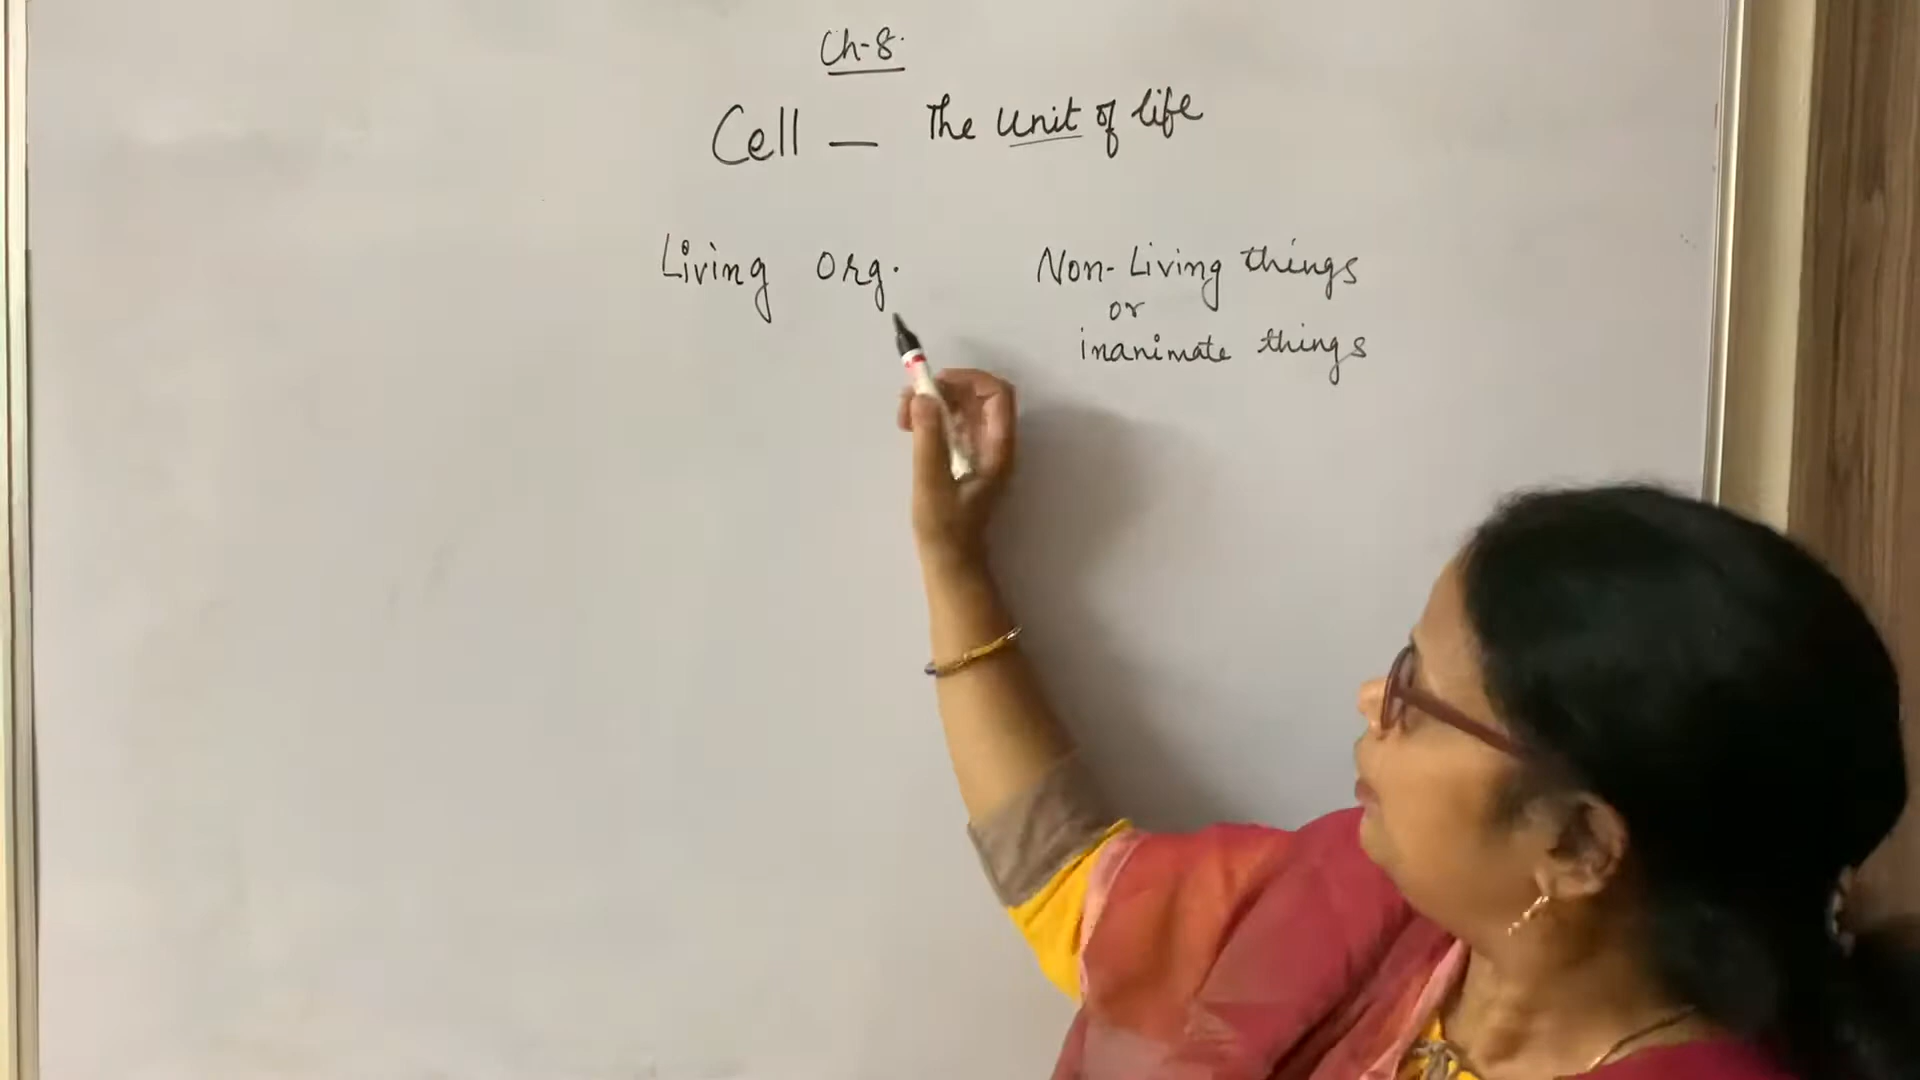 Ch-8.
Cell — The Unit of life
Living org. Non-Living things
or
inanimate things